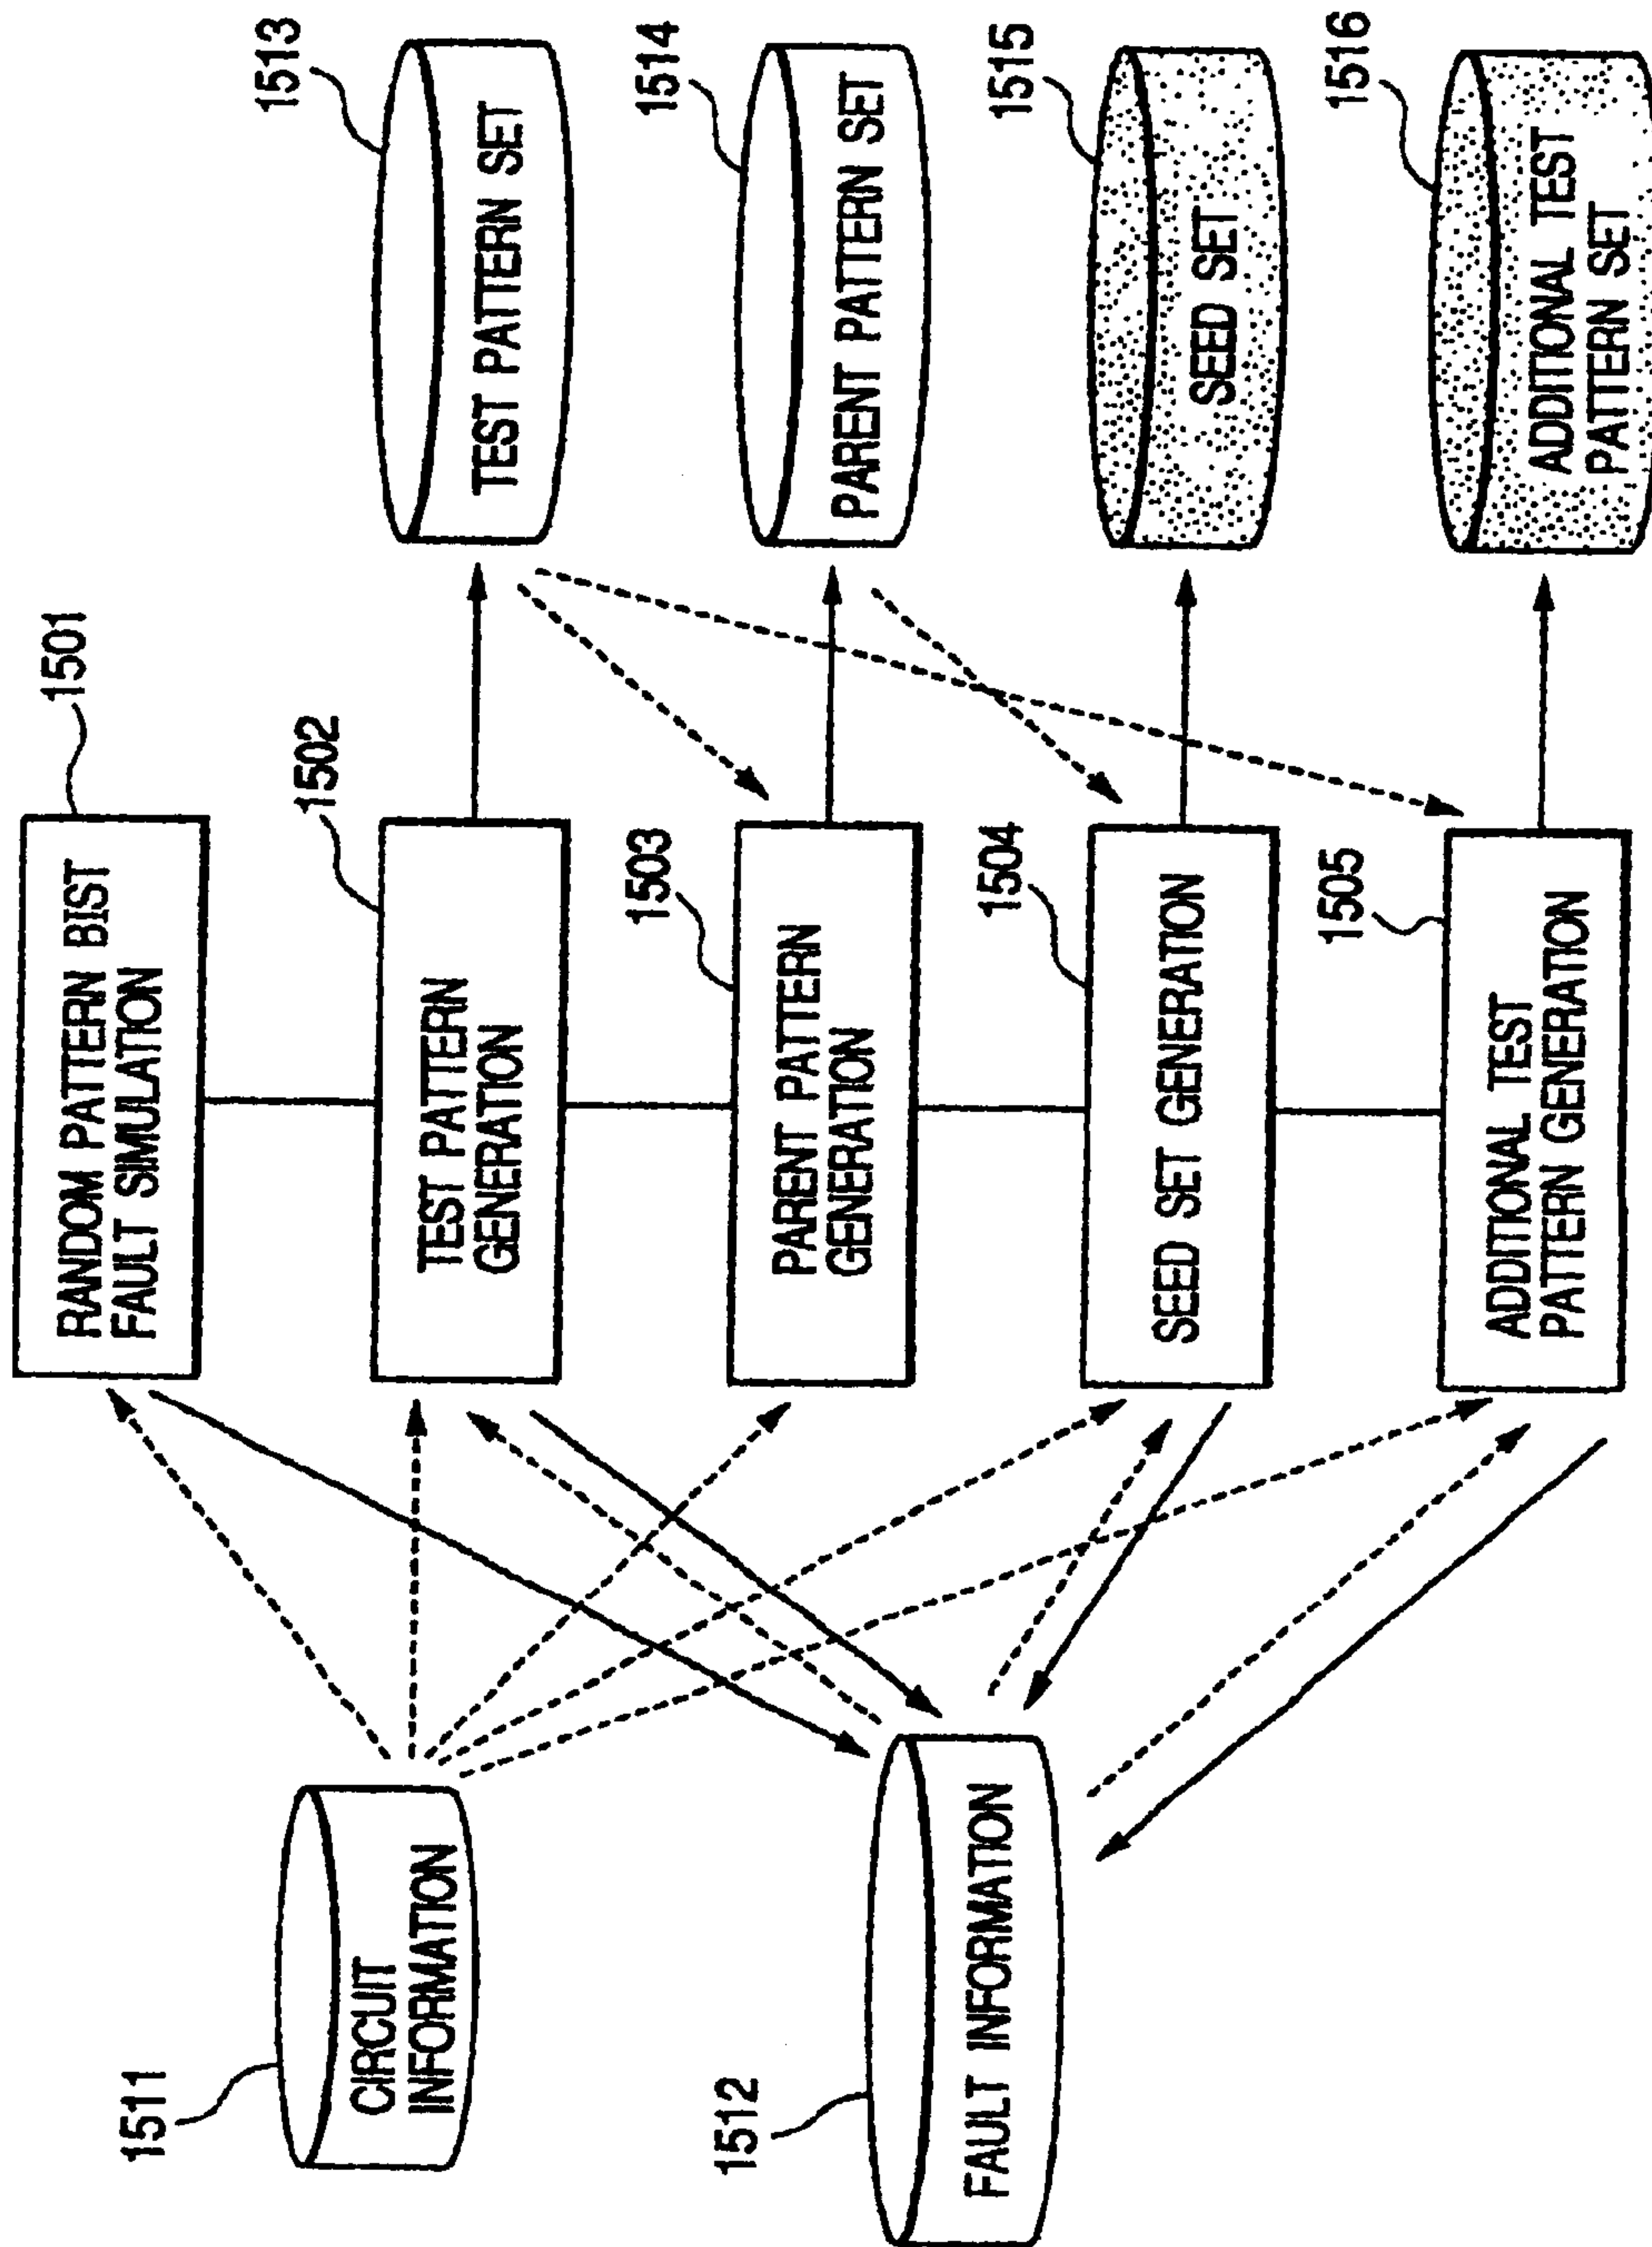 1501
RANDOM PATTERN BIST
FAULT SIMULATION
1511
CIRCUIT
INFORMATION
1502
TEST PATTERN
GENERATION
1513
TEST PATTERN SET
1512
FAULT INFORMATION
1503
PARENT PATTERN
GENERATION
1514
PARENT PATTERN SET
1504
SEED SET GENERATION
1515
SEED SET
1505
ADDITIONAL TEST
PATTERN GENERATION
1516
ADDITIONAL TEST
PATTERN SET